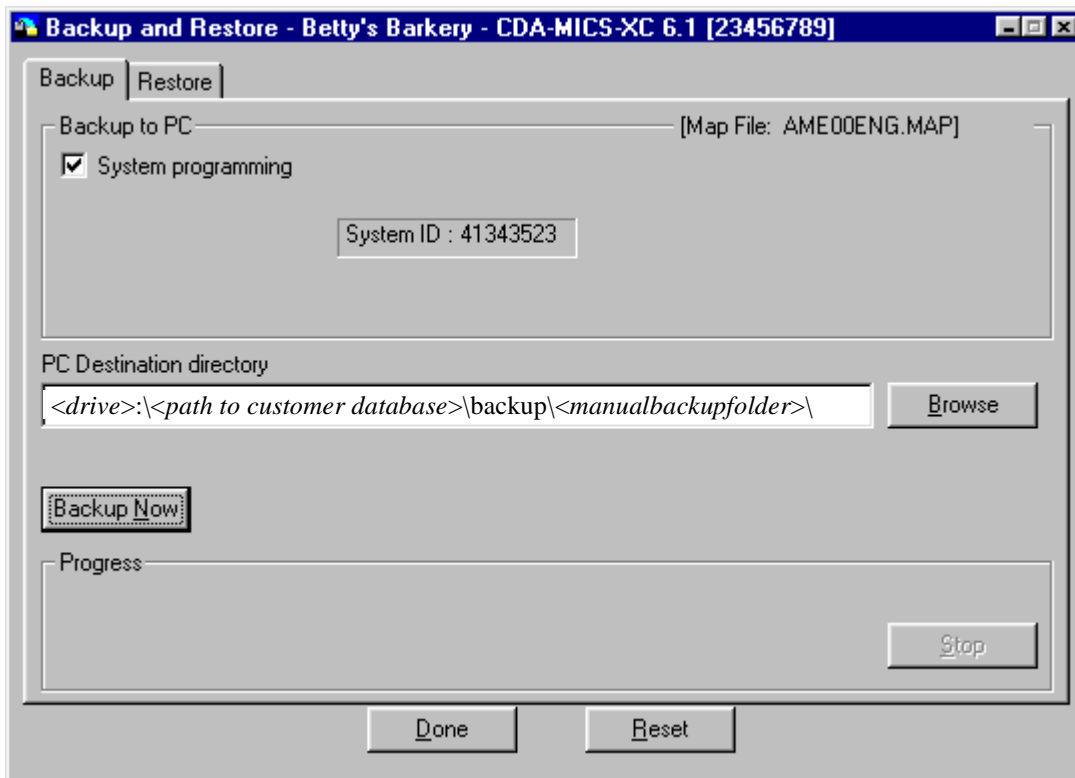 Backup and Restore - Betty's Barkery - CDA-MICS-XC 6.1 [23456789]
Backup Restore
Backup to PC [Map File: AME00ENG.MAP]
System programming
System ID : 41343523
PC Destination directory
<drive>:\<path to customer database>\backup\<manualbackupfolder>\ Browse
Backup Now
Progress
Stop
Done Reset